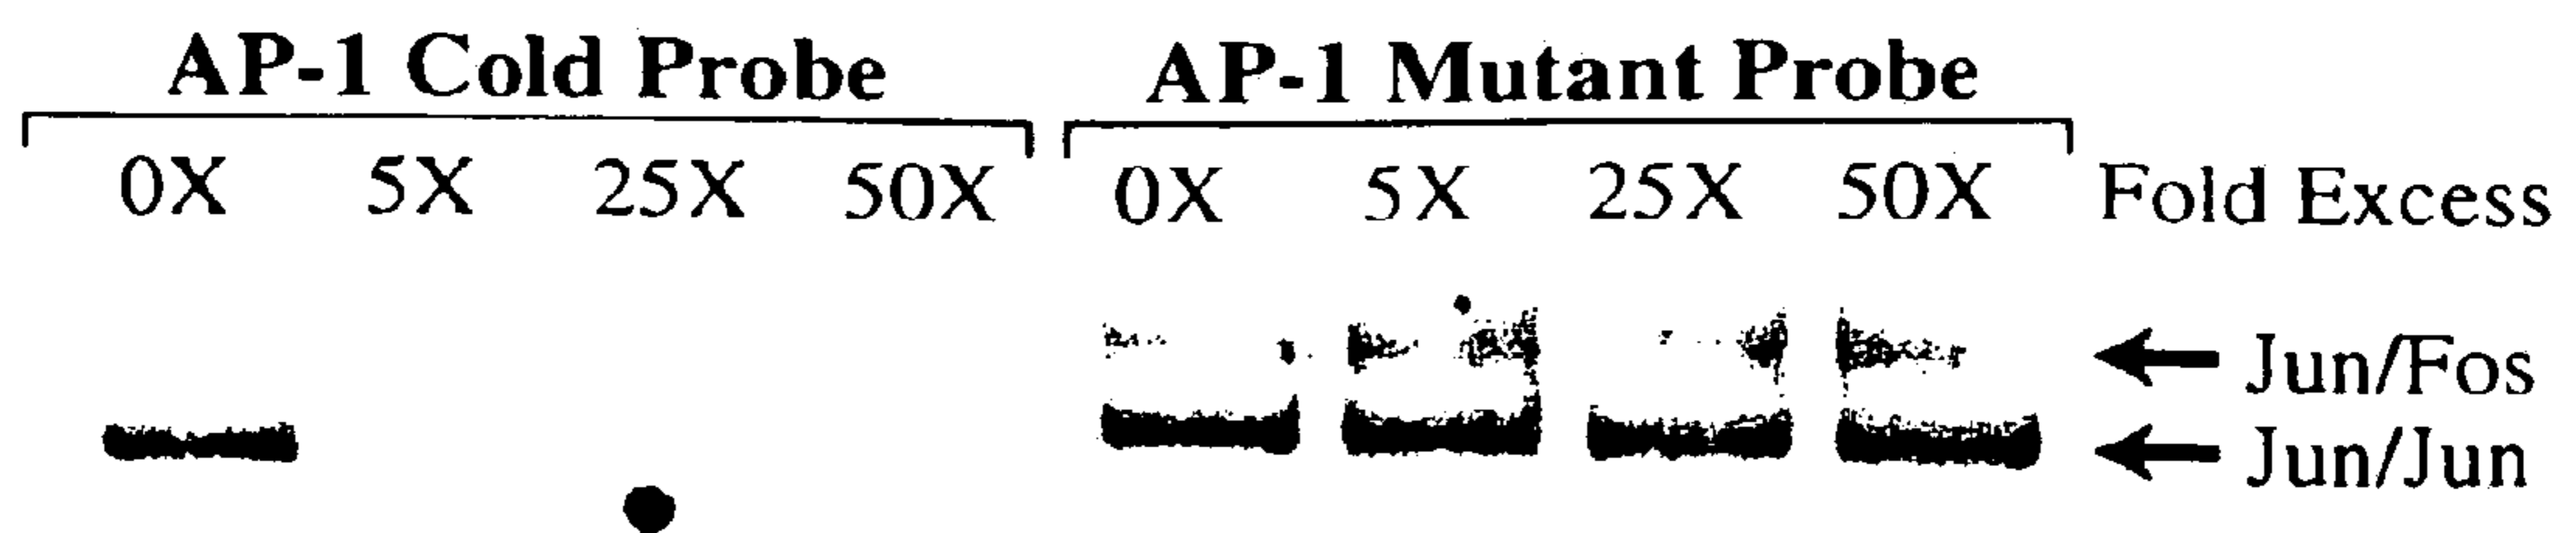 AP-1 Cold Probe AP-1 Mutant Probe
0X 5X 25X 50X 0X 5X 25X 50X Fold Excess
Jun/Fos
Jun/Jun